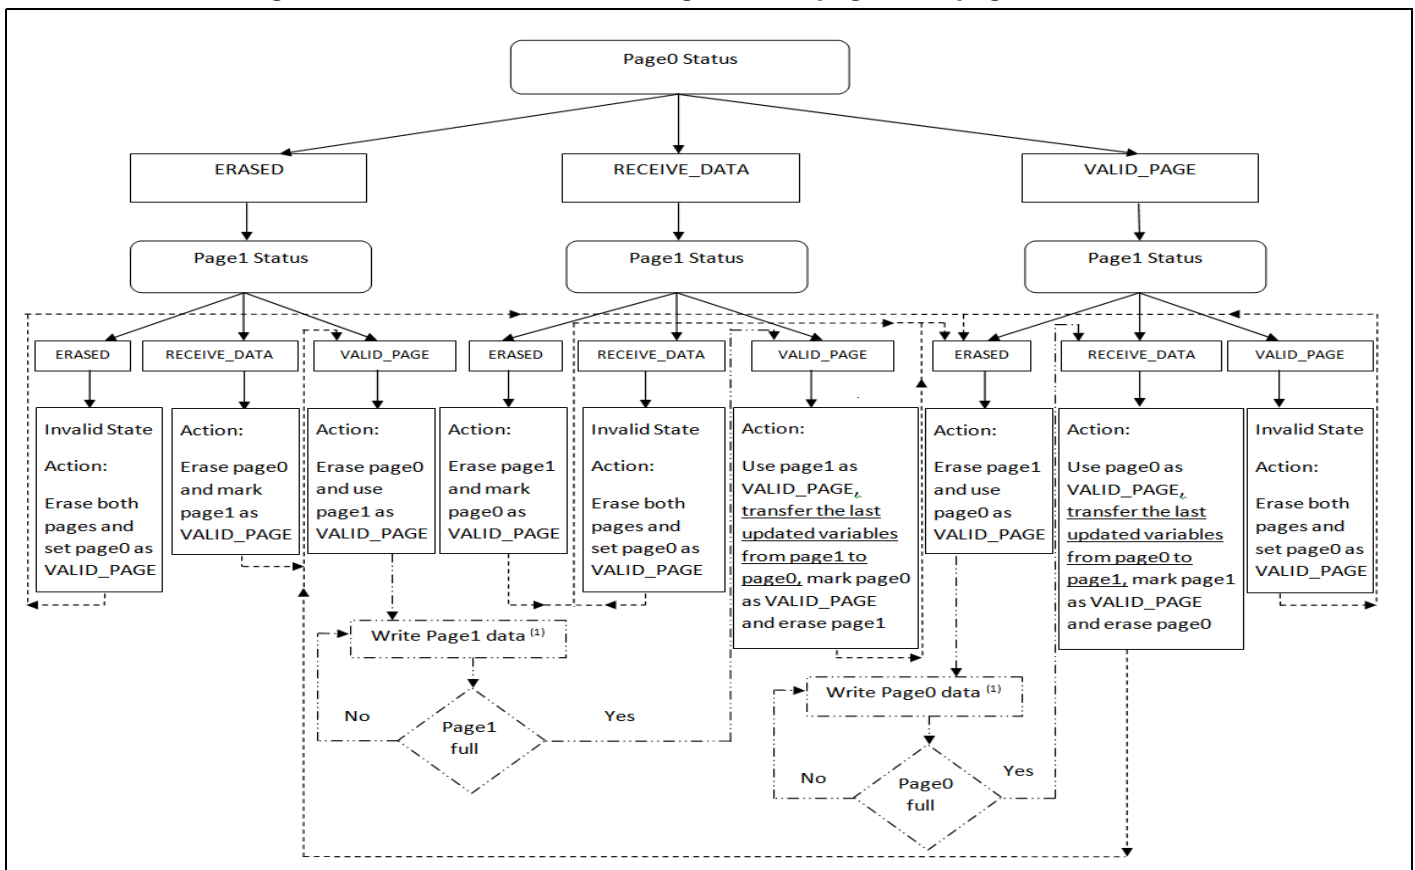 Page0 Status
ERASED
RECEIVE_DATA
VALID_PAGE
Page1 Status
Page1 Status
Page1 Status
ERASED
RECEIVE_DATA
VALID_PAGE
ERASED
RECEIVE_DATA
VALID_PAGE
ERASED
RECEIVE_DATA
VALID_PAGE
Invalid State
Action:
Erase both
pages and
set page0 as
VALID_PAGE
Action:
Erase page0
and mark
page1 as
VALID_PAGE
Action:
Erase page0
and use
page1 as
VALID_PAGE
Action:
Erase page1
and mark
page0 as
VALID_PAGE
Invalid State
Action:
Erase both
pages and
set page0 as
VALID_PAGE
Action:
Use page1 as
VALID_PAGE,
transfer the last
updated variables
from page1 to
page0, mark page0
as VALID_PAGE
and erase page1
Action:
Erase page1
and use
page0 as
VALID_PAGE
Action:
Use page0 as
VALID_PAGE,
transfer the last
updated variables
from page0 to
page1, mark page1
as VALID_PAGE
and erase page0
Invalid State
Action:
Erase both
pages and
set page0 as
VALID_PAGE
Write Page1 data (1)
No
Page1
full
Yes
Write Page0 data (1)
No
Page0
full
Yes